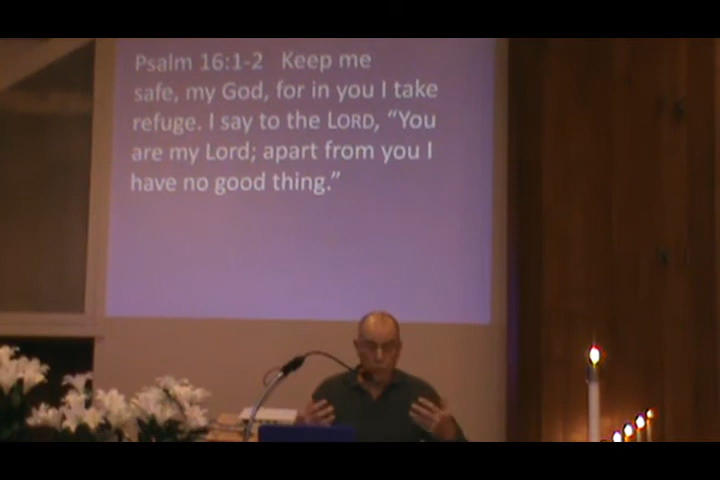 Psalm 16:1-2 Keep me
safe, my God, for in you I take
refuge. I say to the LORD, “You
are my Lord; apart from you I
have no good thing.”